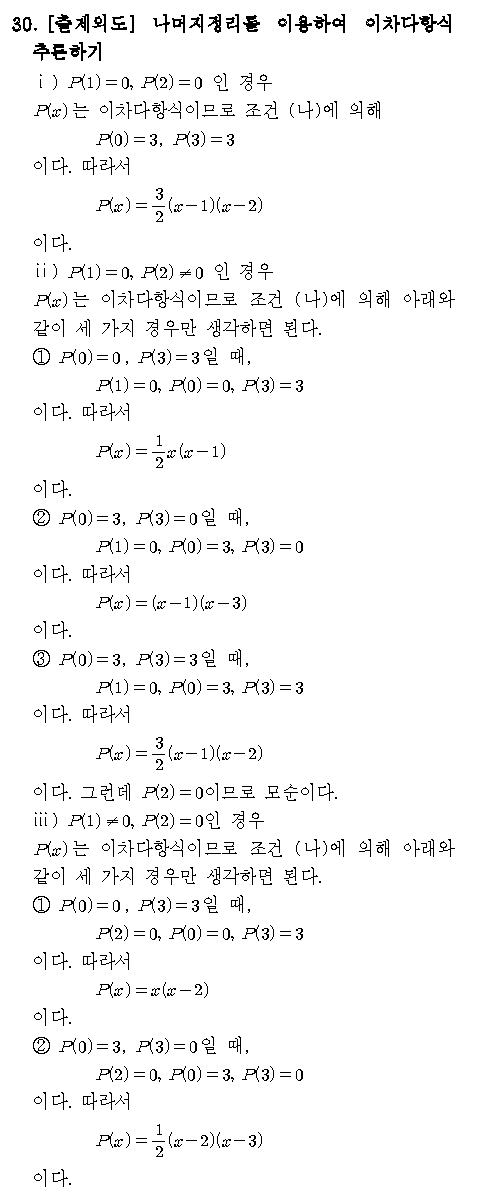 30. [출제의도] 나머지정리를 이용하여 이차다항식
추론하기
ⅰ) P(1)=0, P(2)=0 인 경우
P(x)는 이차다항식이므로 조건 (나)에 의해
P(0)=3, P(3)=3
이다. 따라서
P(x)=3/2(x-1)(x-2)
이다.
ⅱ) P(1)=0, P(2)≠0 인 경우
P(x)는 이차다항식이므로 조건 (나)에 의해 아래와
같이 세 가지 경우만 생각하면 된다.
① P(0)=0, P(3)=3일 때,
P(1)=0, P(0)=0, P(3)=3
이다. 따라서
P(x)=1/2x(x-1)
이다.
② P(0)=3, P(3)=0일 때,
P(1)=0, P(0)=3, P(3)=0
이다. 따라서
P(x)=(x-1)(x-3)
이다.
③ P(0)=3, P(3)=3일 때,
P(1)=0, P(0)=3, P(3)=3
이다. 따라서
P(x)=3/2(x-1)(x-2)
이다. 그런데 P(2)=0이므로 모순이다.
ⅲ) P(1)≠0, P(2)=0인 경우
P(x)는 이차다항식이므로 조건 (나)에 의해 아래와
같이 세 가지 경우만 생각하면 된다.
① P(0)=0, P(3)=3일 때,
P(2)=0, P(0)=0, P(3)=3
이다. 따라서
P(x)=x(x-2)
이다.
② P(0)=3, P(3)=0일 때,
P(2)=0, P(0)=3, P(3)=0
이다. 따라서
P(x)=1/2(x-2)(x-3)
이다.